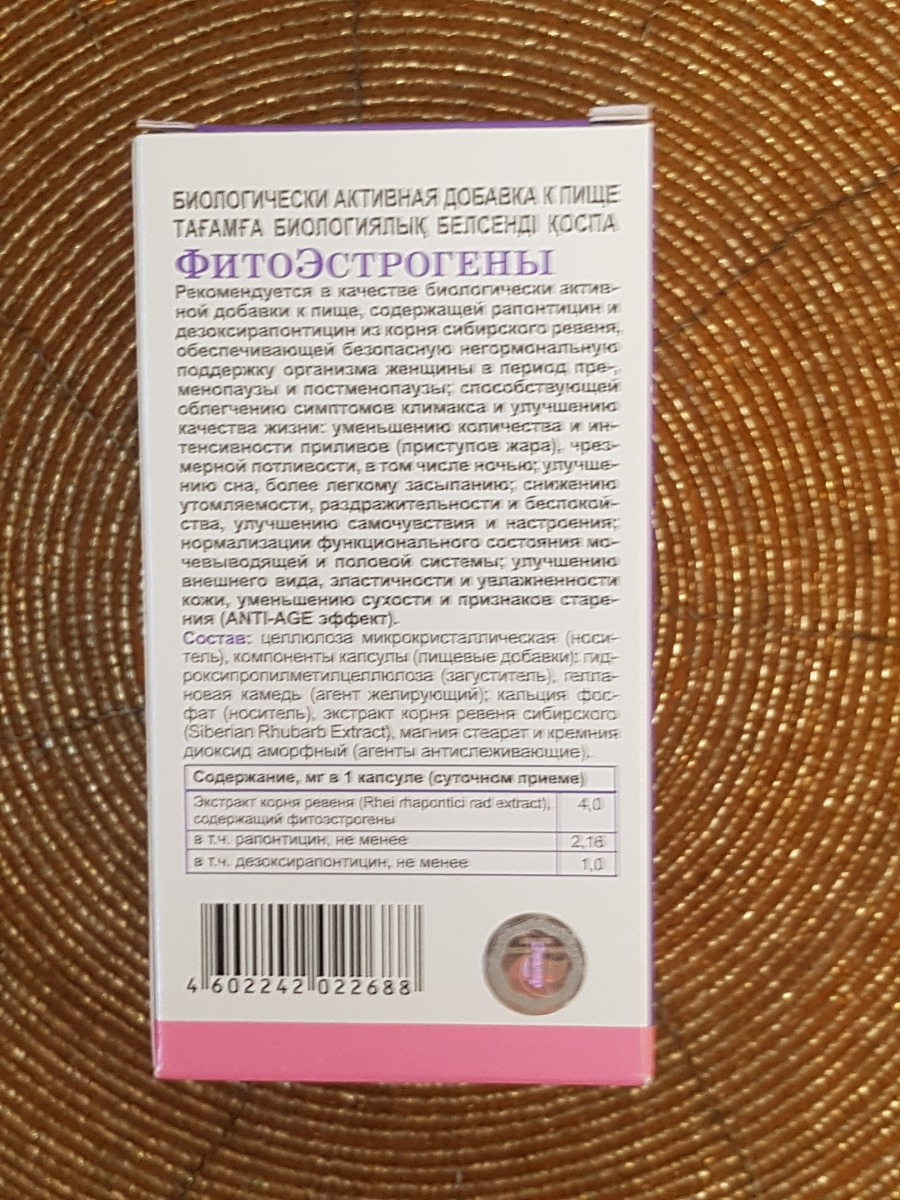 БИОЛОГИЧЕСКИ АКТИВНАЯ ДОБАВКА К ПИЩЕ
ТАҒАМҒА БИОЛОГИЯЛЫҚ БЕЛСЕНДІ ҚОСПА
ФИТОЭСТРОГЕНЫ
Рекомендуется в качестве биологически актив-
ной добавки к пище, содержащей рапонтицин и
дезоксирапонтицин из корня сибирского ревеня,
обеспечивающей безопасную негормональную
поддержку организма женщины в период пре-,
менопаузы и постменопаузы; способствующей
облегчению симптомов климакса и улучшению
качества жизни: уменьшению количества и ин-
тенсивности приливов (приступов жара), чрез-
мерной потливости, в том числе ночью; улучше-
нию сна, более легкому засыпанию; снижению
утомляемости, раздражительности и беспокой-
ства, улучшению самочувствия и настроения;
нормализации функционального состояния мо-
чевыводящей и половой системы; улучшению
внешнего вида, эластичности и увлажненности
кожи, уменьшению сухости и признаков старе-
ния (ANTI-AGE эффект).
Состав: целлюлоза микрокристаллическая (носи-
тель), компоненты капсулы (пищевые добавки): гид-
роксипропилметилцеллюлоза (загуститель), гелла-
новая камедь (агент желирующий); кальция фос-
фат (носитель), экстракт корня ревеня сибирского
(Siberian Rhubarb Extract), магния стеарат и кремния
диоксид аморфный (агенты антислеживающие).
Содержание, мг в 1 капсуле (суточном приеме)
Экстракт корня ревеня (Rhei rhapontici rad extract), 4,0
содержащий фитоэстрогены
в т.ч. рапонтицин, не менее 2,16
в т.ч. дезоксирапонтицин, не менее 1,0
4 602242 022688